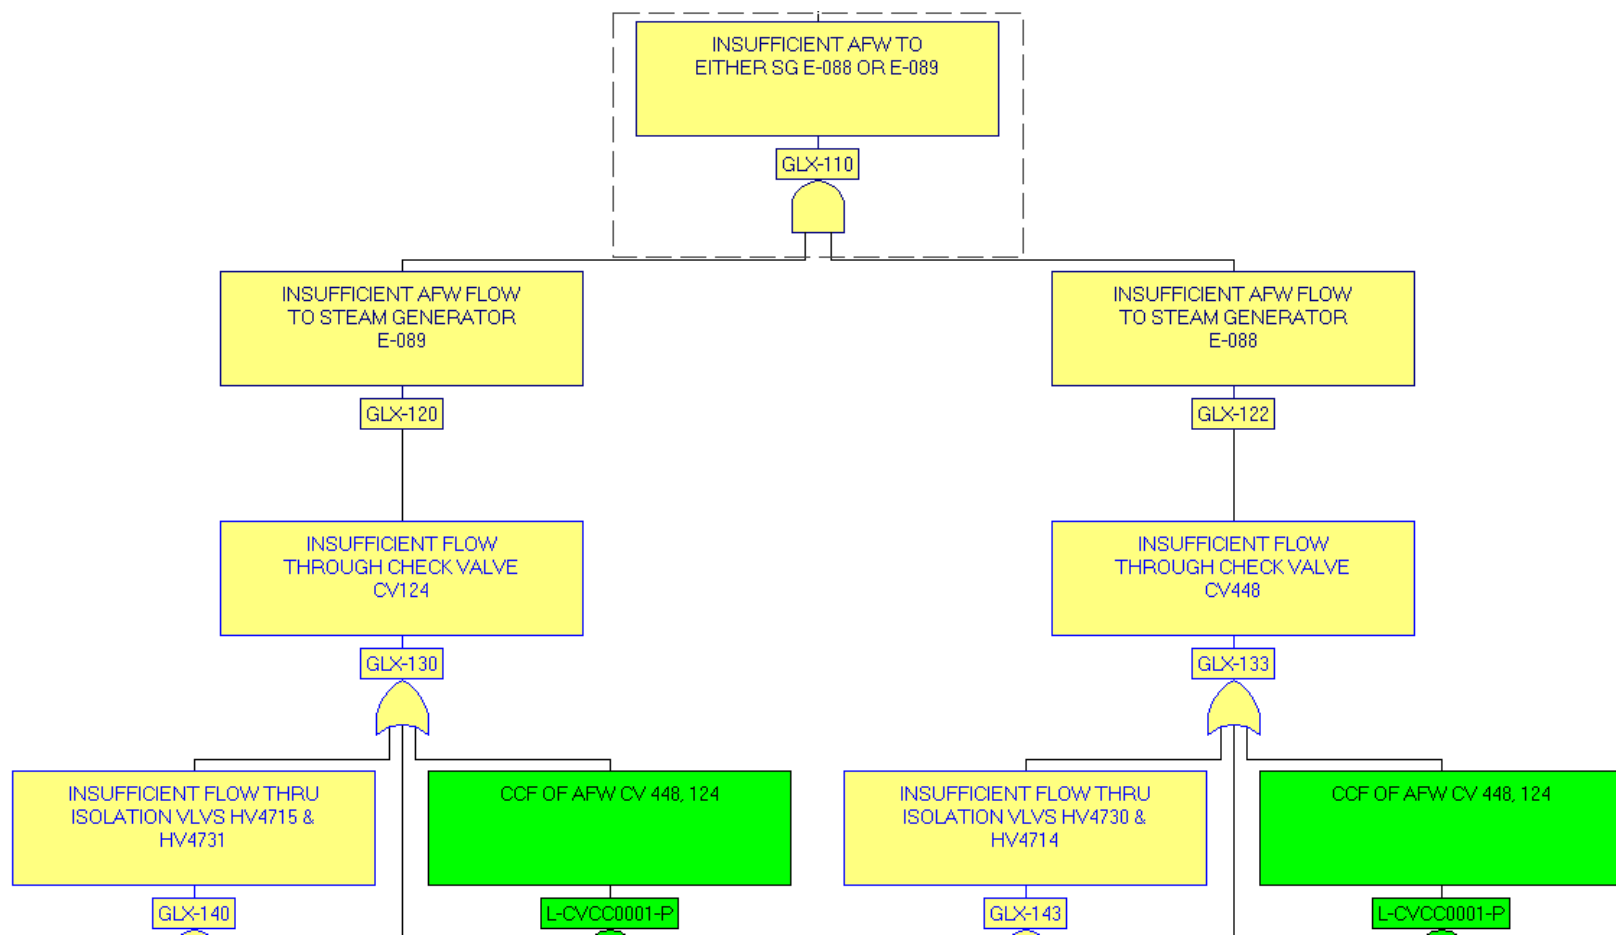 INSUFFICIENT AFW TO
EITHER SG E-088 OR E-089
GLX-110
INSUFFICIENT AFW FLOW
TO STEAM GENERATOR
E-089
GLX-120
INSUFFICIENT AFW FLOW
TO STEAM GENERATOR
E-088
GLX-122
INSUFFICIENT FLOW
THROUGH CHECK VALVE
CV124
GLX-130
INSUFFICIENT FLOW
THROUGH CHECK VALVE
CV448
GLX-133
INSUFFICIENT FLOW THRU
ISOLATION VLVS HV4715 &
HV4731
GLX-140
CCF OF AFW CV 448, 124
L-CVCC0001-P
INSUFFICIENT FLOW THRU
ISOLATION VLVS HV4730 &
HV4714
GLX-143
CCF OF AFW CV 448, 124
L-CVCC0001-P